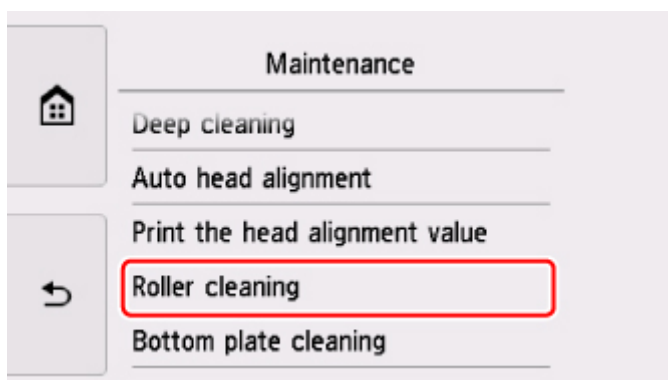 Maintenance
Deep cleaning
Auto head alignment
Print the head alignment value
Roller cleaning
Bottom plate cleaning